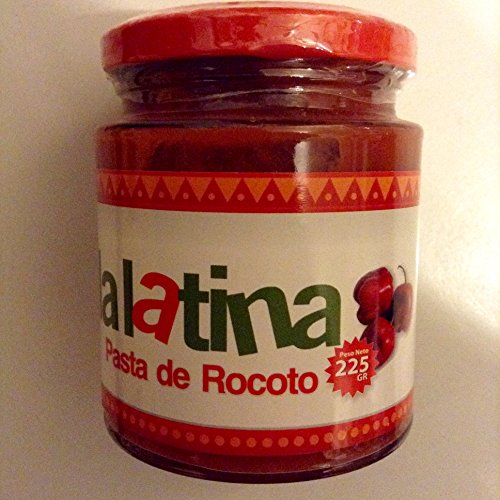 alatina
Pasta de Rocoto
Peso Neto
225
GR